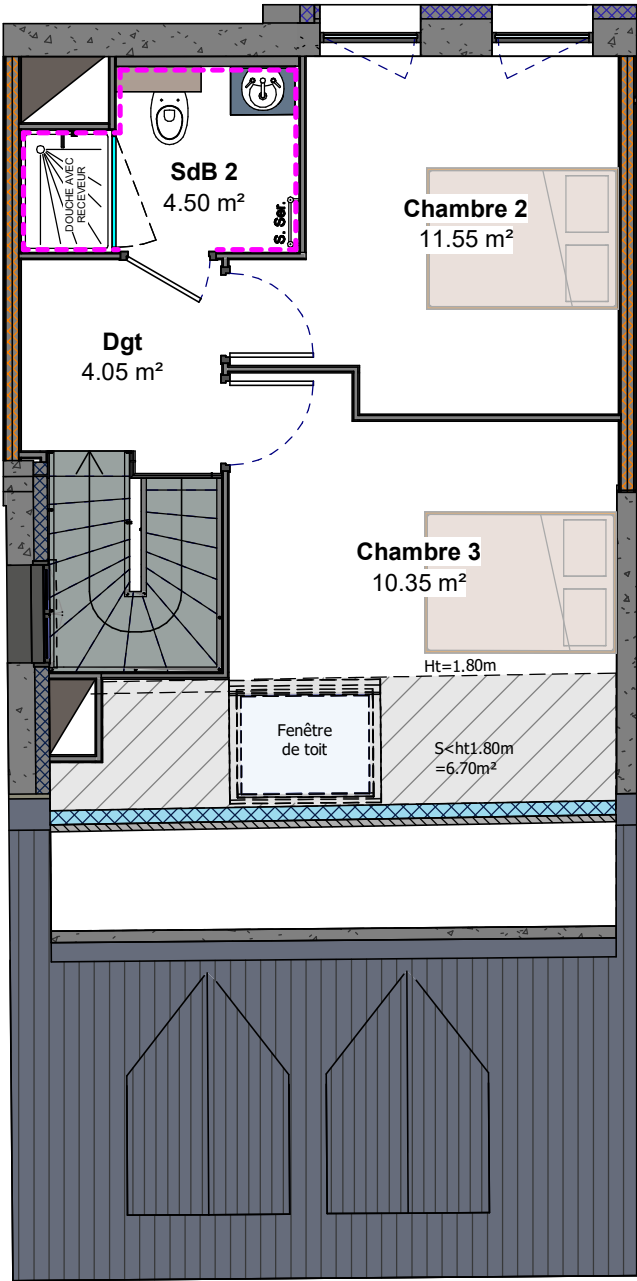 SdB 2
4.50 m²
DOUCHE AVEC
RECEVEUR
S. Ser.
Chambre 2
11.55 m²
Dgt
4.05 m²
Chambre 3
10.35 m²
Ht=1.80m
Fenêtre
de toit
S<ht1.80m
=6.70m²